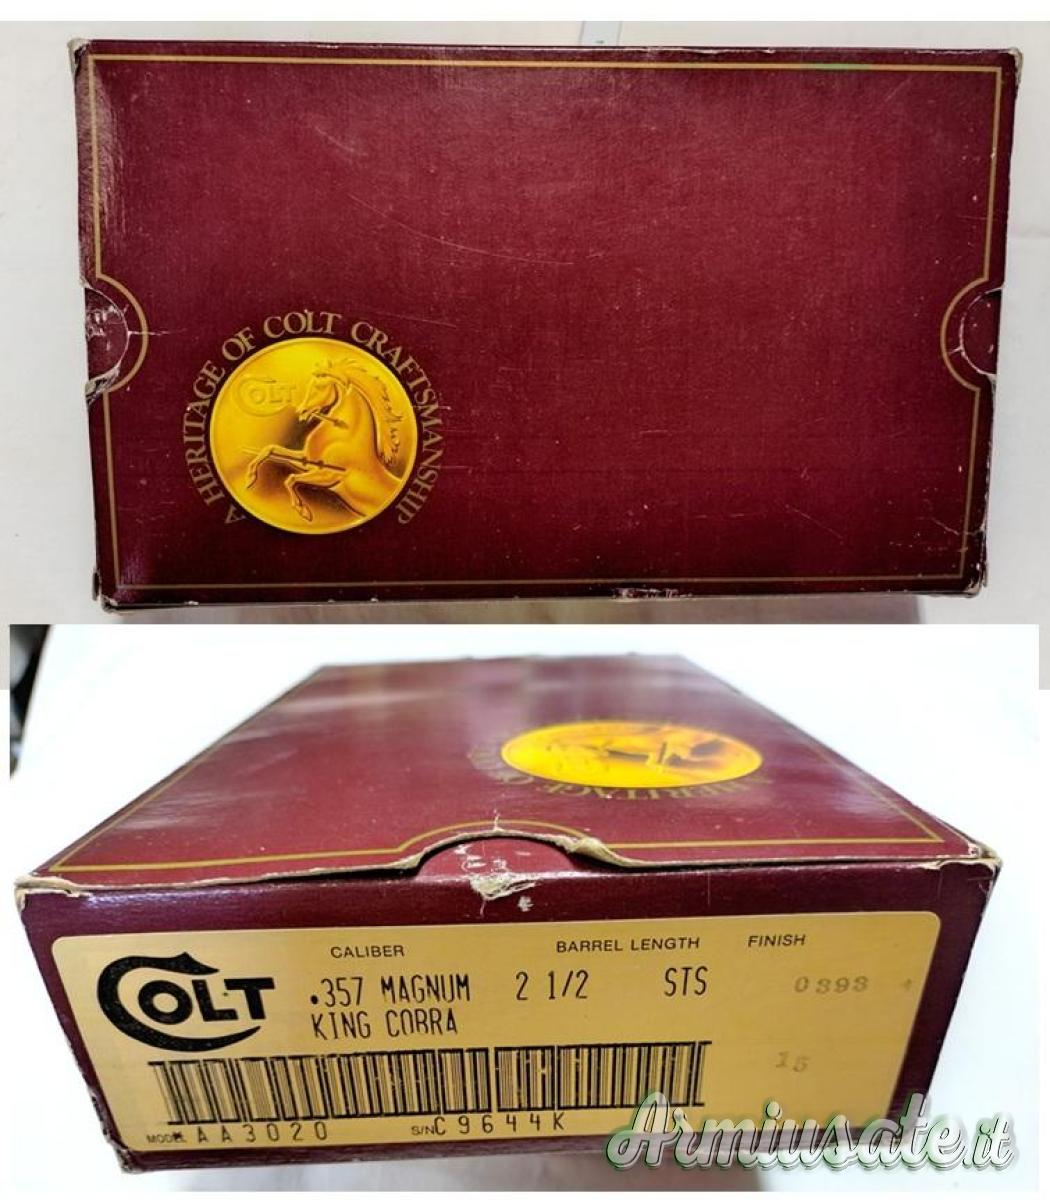 A HERITAGE OF COLT CRAFTSMANSHIP
COLT
A HERITAGE O
CALIBER BARREL LENGTH FINISH
COLT .357 MAGNUM 2 1/2 STS 0393
KING COBRA
15
MODEL AA3020 S/N C9644K
Armiusate.it